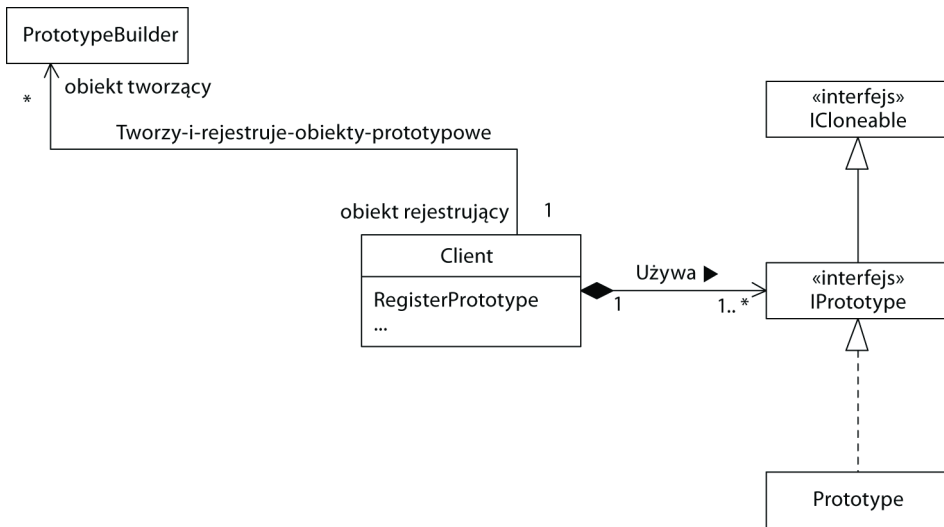 PrototypeBuilder
*
obiekt tworzący
Tworzy-i-rejestruje-obiekty-prototypowe
«interfejs»
ICloneable
obiekt rejestrujący
1
Client
RegisterPrototype
...
Używa ▶
1
1.. *
«interfejs»
IPrototype
Prototype